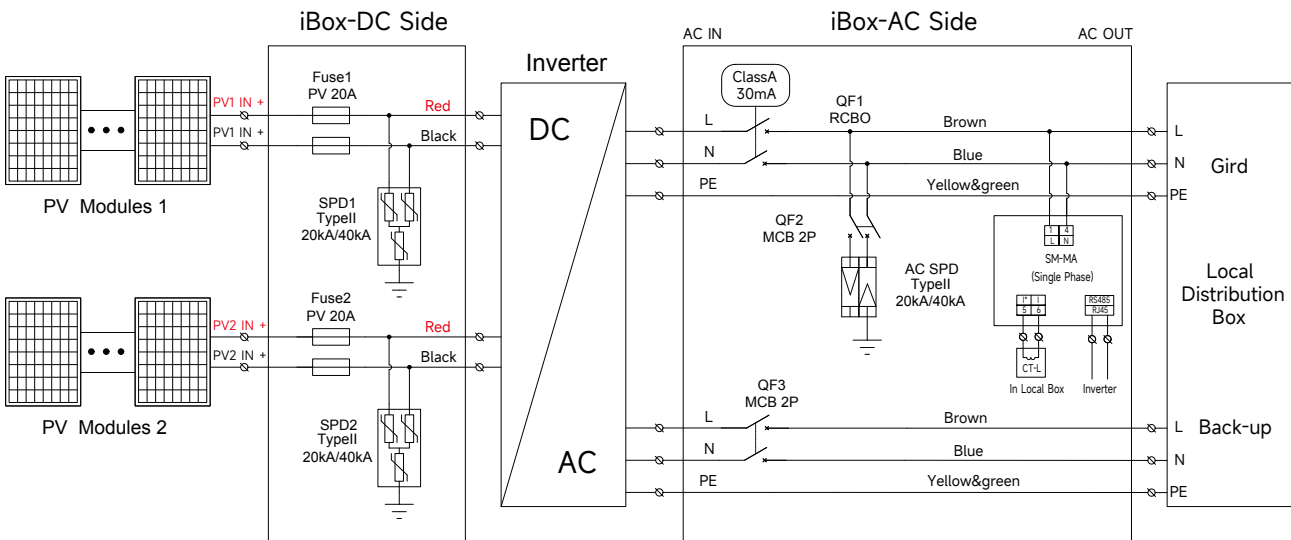 iBox-DC Side
iBox-AC Side
AC IN
AC OUT
Inverter
Fuse1
PV 20A
PV1 IN +
Red
PV1 IN +
Black
PV Modules 1
SPD1
TypeII
20kA/40kA
Fuse2
PV 20A
PV2 IN +
Red
PV2 IN +
Black
PV Modules 2
SPD2
TypeII
20kA/40kA
DC
AC
ClassA
30mA
QF1
RCBO
L
Brown
L
N
Blue
N
Gird
PE
Yellow&green
PE
QF2
MCB 2P
AC SPD
TypeII
20kA/40kA
1 4
L N
SM-MA
(Single Phase)
I* I
5 6
RS485
RJ45
CT-L
In Local Box
Inverter
Local
Distribution
Box
QF3
MCB 2P
L
Brown
L
Back-up
N
Blue
N
PE
Yellow&green
PE